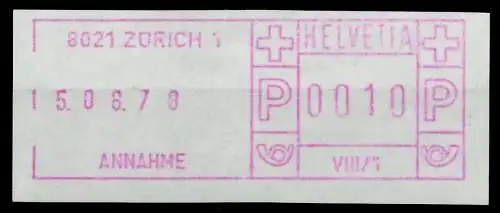 8021 ZÜRICH 1
HELVETIA
15.06.78
P 0010 P
ANNAHME
VIII/1